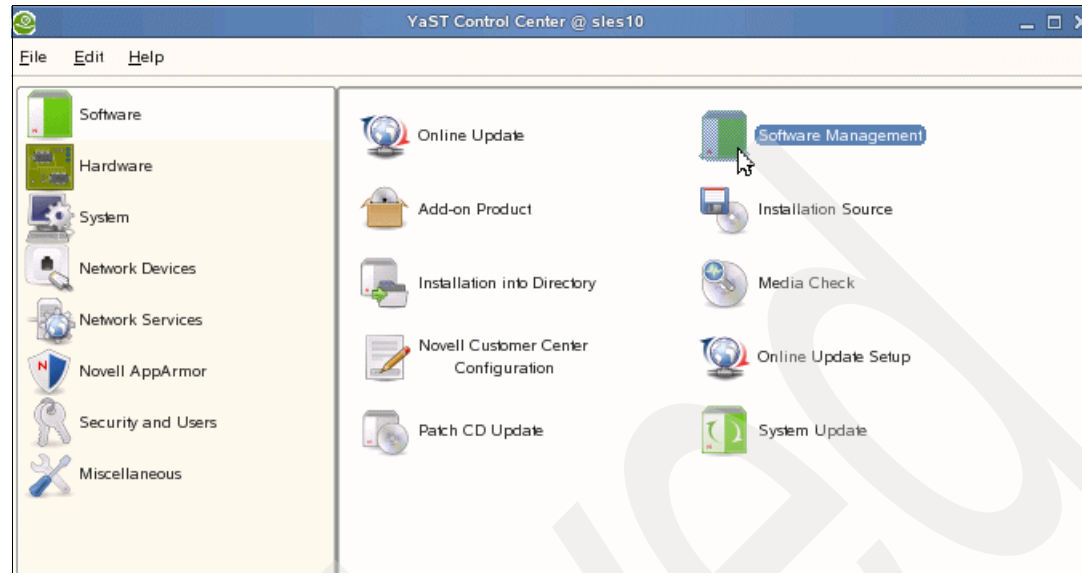 YaST Control Center @ sles10
File Edit Help
Software
Hardware
System
Network Devices
Network Services
Novell AppArmor
Security and Users
Miscellaneous
Online Update
Software Management
Add-on Product
Installation Source
Installation into Directory
Media Check
Novell Customer Center
Configuration
Online Update Setup
Patch CD Update
System Update